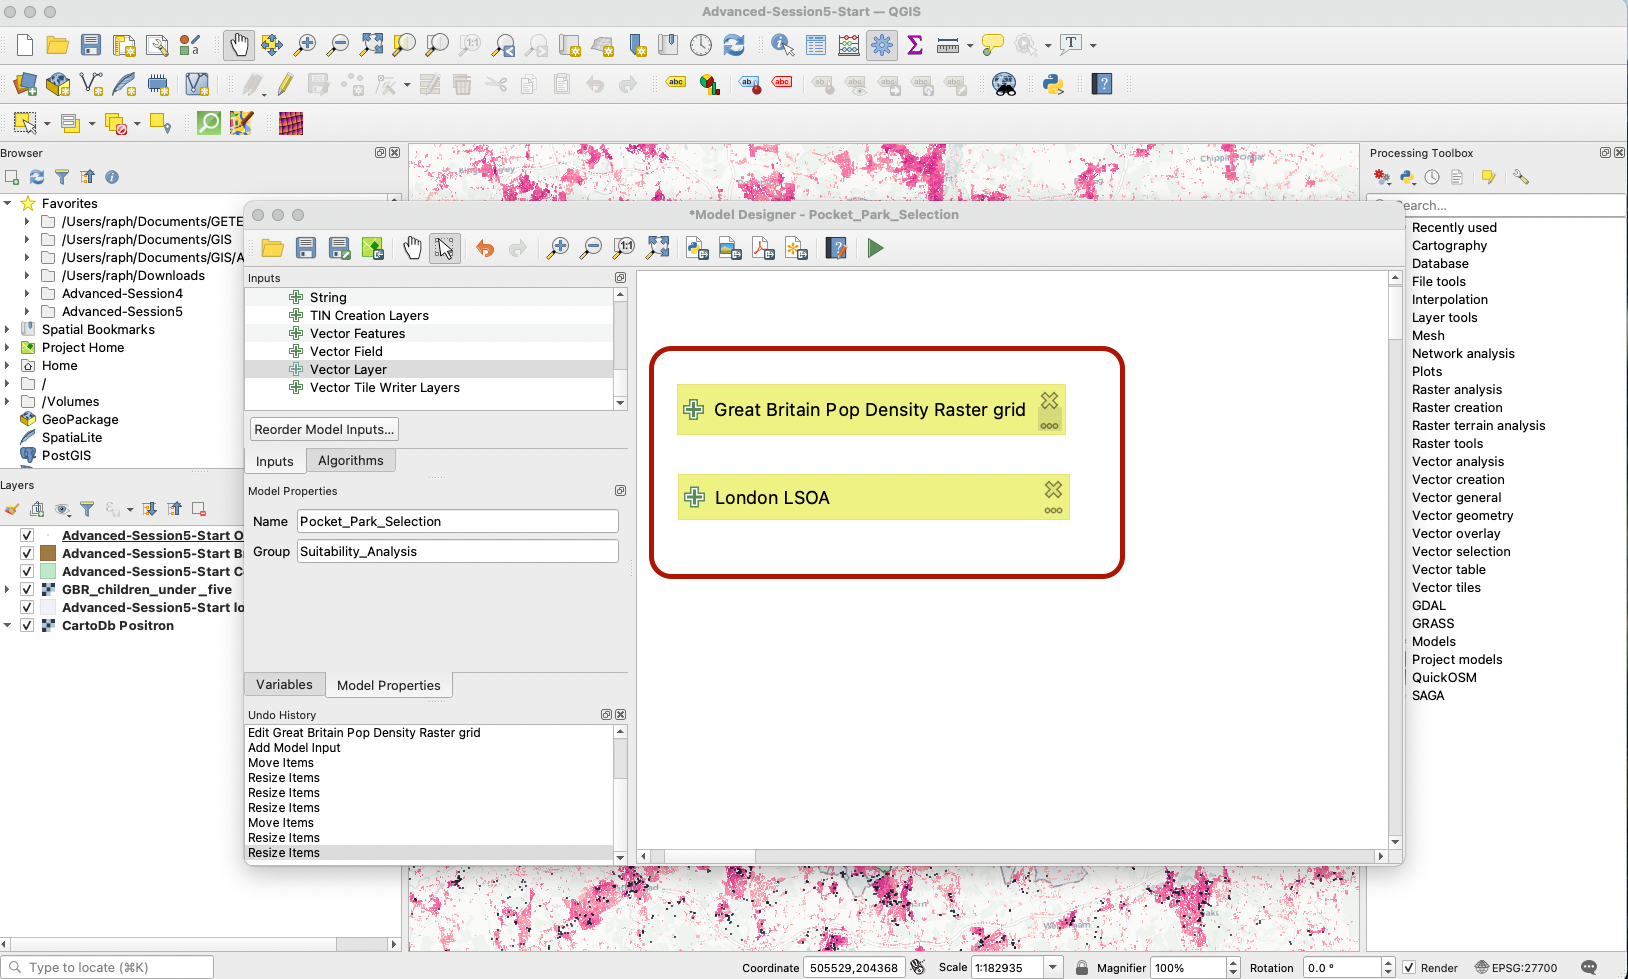 Advanced-Session5-Start — QGIS
Browser
Favorites
/Users/raph/Documents/GETE
/Users/raph/Documents/GIS
/Users/raph/Documents/GIS/A
/Users/raph/Downloads
Advanced-Session4
Advanced-Session5
Spatial Bookmarks
Project Home
Home
/
/Volumes
GeoPackage
SpatiaLite
PostGIS
Layers
Advanced-Session5-Start O
Advanced-Session5-Start B
Advanced-Session5-Start C
GBR_children_under_five
Advanced-Session5-Start lo
CartoDb Positron
*Model Designer - Pocket_Park_Selection
Inputs
String
TIN Creation Layers
Vector Features
Vector Field
Vector Layer
Vector Tile Writer Layers
Reorder Model Inputs...
Inputs
Algorithms
Model Properties
Name
Pocket_Park_Selection
Group
Suitability_Analysis
Variables
Model Properties
Undo History
Edit Great Britain Pop Density Raster grid
Add Model Input
Move Items
Resize Items
Resize Items
Resize Items
Move Items
Resize Items
Resize Items
Great Britain Pop Density Raster grid
London LSOA
Processing Toolbox
earch...
Recently used
Cartography
Database
File tools
Interpolation
Layer tools
Mesh
Network analysis
Plots
Raster analysis
Raster creation
Raster terrain analysis
Raster tools
Vector analysis
Vector creation
Vector general
Vector geometry
Vector overlay
Vector selection
Vector table
Vector tiles
GDAL
GRASS
Models
Project models
QuickOSM
SAGA
Type to locate (⌘K)
Coordinate
505529,204368
Scale
1:182935
Magnifier
100%
Rotation
0.0 °
Render
EPSG:27700